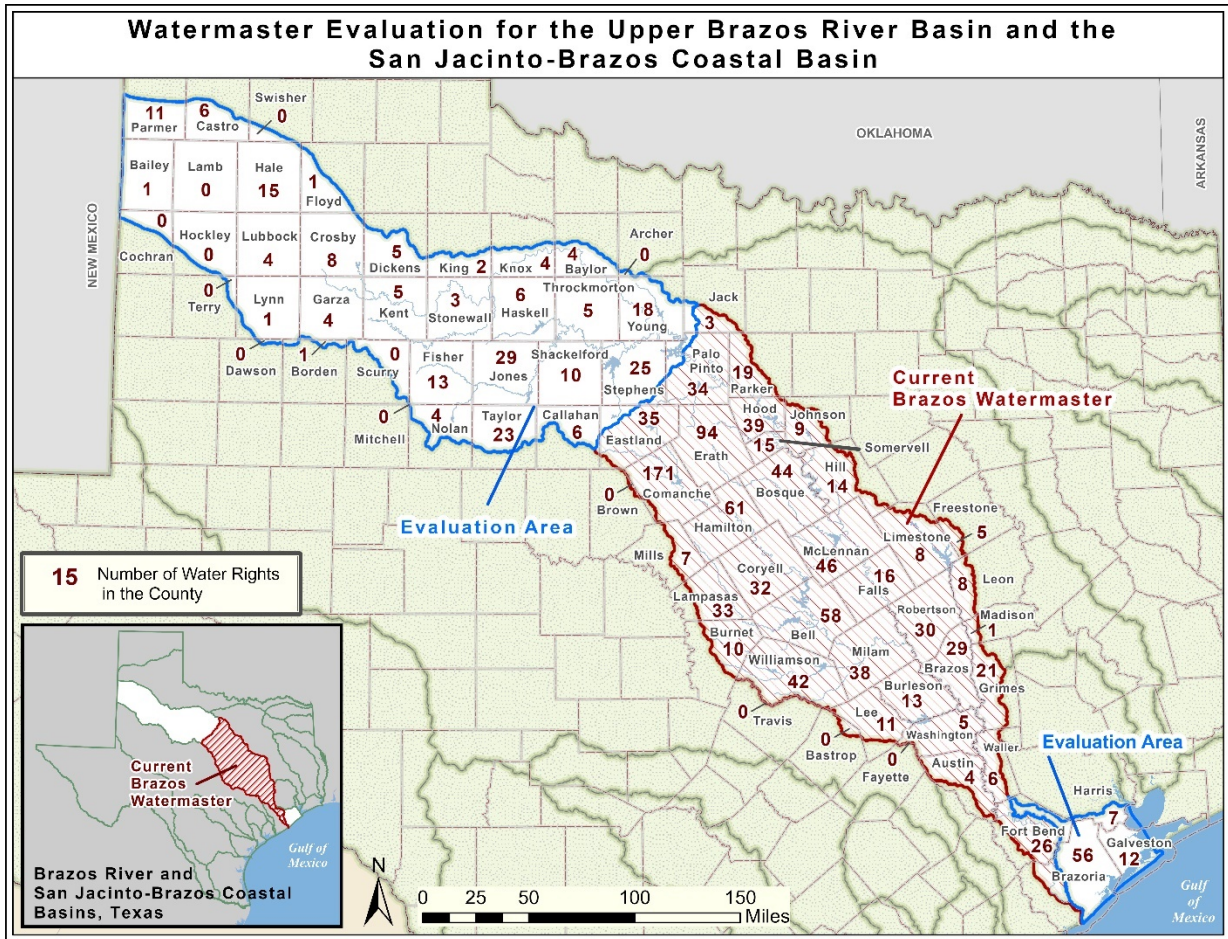 Watermaster Evaluation for the Upper Brazos River Basin and the
San Jacinto-Brazos Coastal Basin
OKLAHOMA
ARKANSAS
NEW MEXICO
11
Parmer
6
Castro
Swisher
0
Bailey
1
Lamb
0
Hale
15
1
Floyd
0
Cochran
Hockley
0
Lubbock
4
Crosby
8
5
Dickens
King 2
Knox 4
4
Baylor
Archer
0
0
Terry
Lynn
1
Garza
4
5
Kent
3
Stonewall
6
Haskell
Throckmorton
5
18
Young
Jack
3
0
Dawson
1
Borden
0
Scurry
Fisher
13
29
Jones
Shackelford
10
25
Stephens
Palo
Pinto
34
19
Parker
0
Mitchell
4
Nolan
Taylor
23
Callahan
6
35
Eastland
94
Erath
Hood
39
15
Johnson
9
Somervell
Current
Brazos Watermaster
Evaluation Area
171
Comanche
0
Brown
44
Bosque
Hill
14
61
Hamilton
Freestone
5
Limestone
8
Mills
7
McLennan
46
16
Falls
8
Leon
Coryell
32
Lampasas
33
58
Bell
Robertson
30
Madison
1
Burnet
10
Williamson
42
Milam
38
29
Brazos
21
Grimes
Burleson
13
0
Travis
Lee
11
5
Washington
0
Bastrop
0
Fayette
Waller
6
Austin
4
Evaluation Area
Harris
7
Fort Bend
26
56
Brazoria
Galveston
12
Gulf
of
Mexico
15 Number of Water Rights
in the County
Current
Brazos
Watermaster
Gulf of
Mexico
Brazos River and
San Jacinto-Brazos Coastal
Basins, Texas
N
0 25 50 100 150
Miles